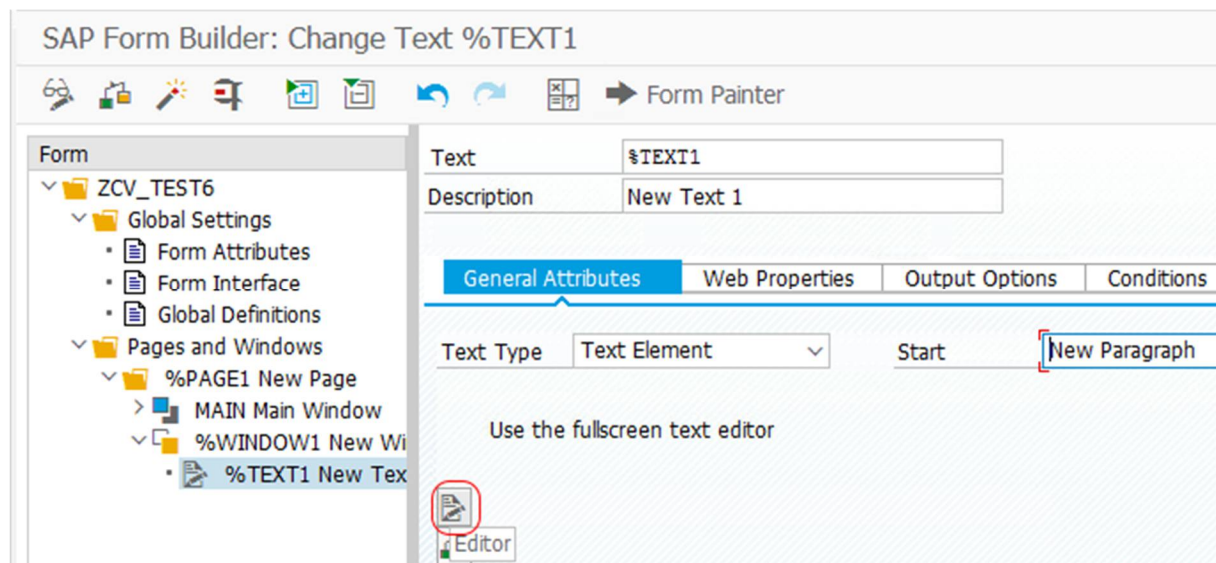 SAP Form Builder: Change Text %TEXT1
Form Painter
Form
ZCV_TEST6
Global Settings
Form Attributes
Form Interface
Global Definitions
Pages and Windows
%PAGE1 New Page
MAIN Main Window
%WINDOW1 New Wi
%TEXT1 New Tex
Text %TEXT1
Description New Text 1
General Attributes Web Properties Output Options Conditions
Text Type Text Element Start New Paragraph
Use the fullscreen text editor
Editor